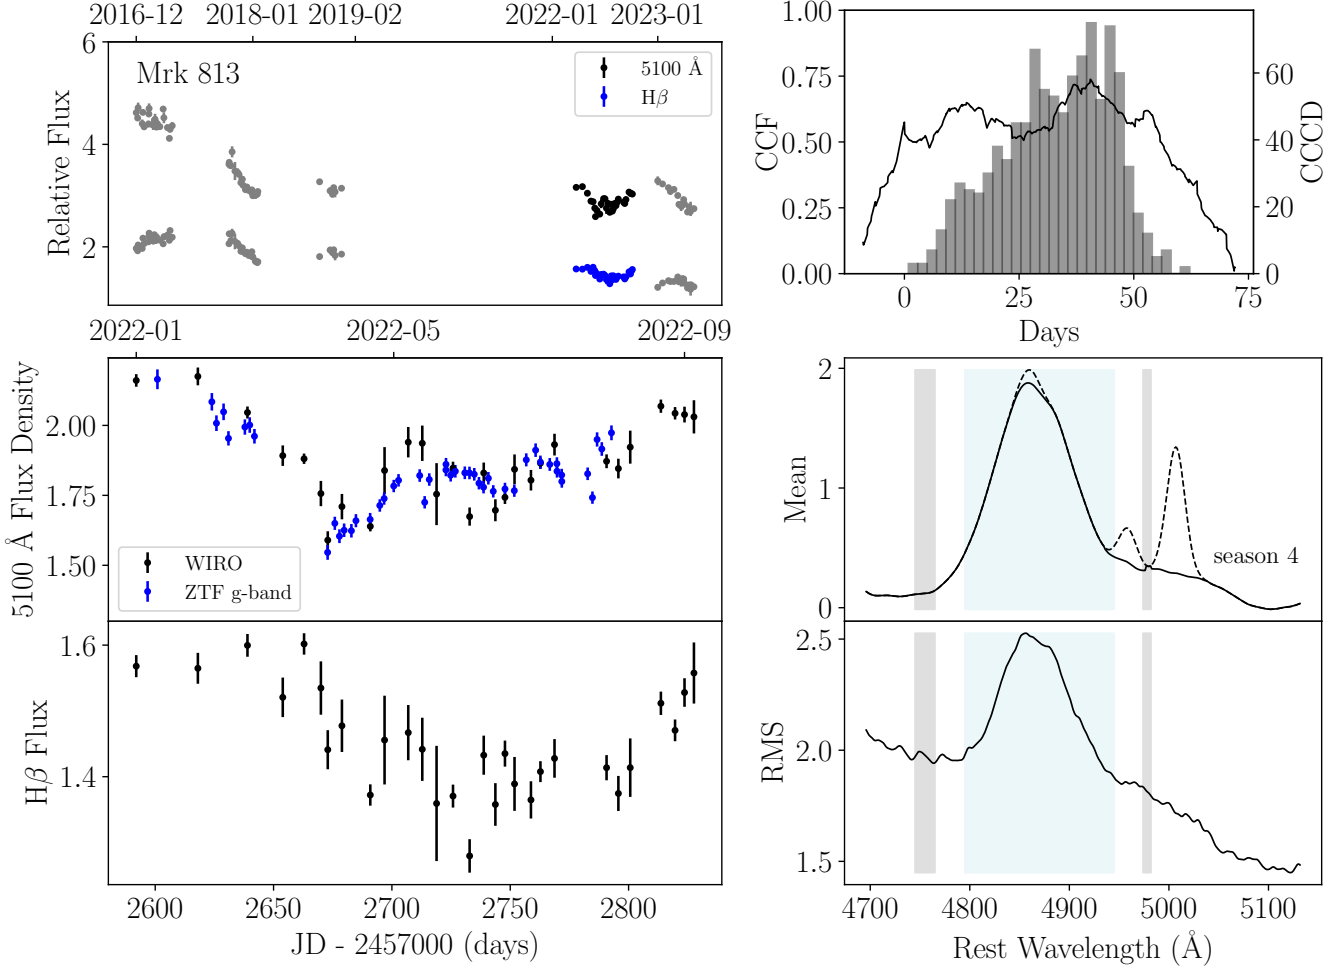 2016-12 2018-01 2019-02 2022-01 2023-01
6
4
2
Relative Flux
Mrk 813
5100 Å
Hβ
1.00
0.75
0.50
0.25
0.00
CCF
60
40
20
0
CCCD
0 25 50 75
Days
2022-01 2022-05 2022-09
2.00
1.75
1.50
5100 Å Flux Density
WIRO
ZTF g-band
1.6
1.4
Hβ Flux
2600 2650 2700 2750 2800
JD - 2457000 (days)
2
1
0
Mean
season 4
2.5
2.0
1.5
RMS
4700 4800 4900 5000 5100
Rest Wavelength (Å)